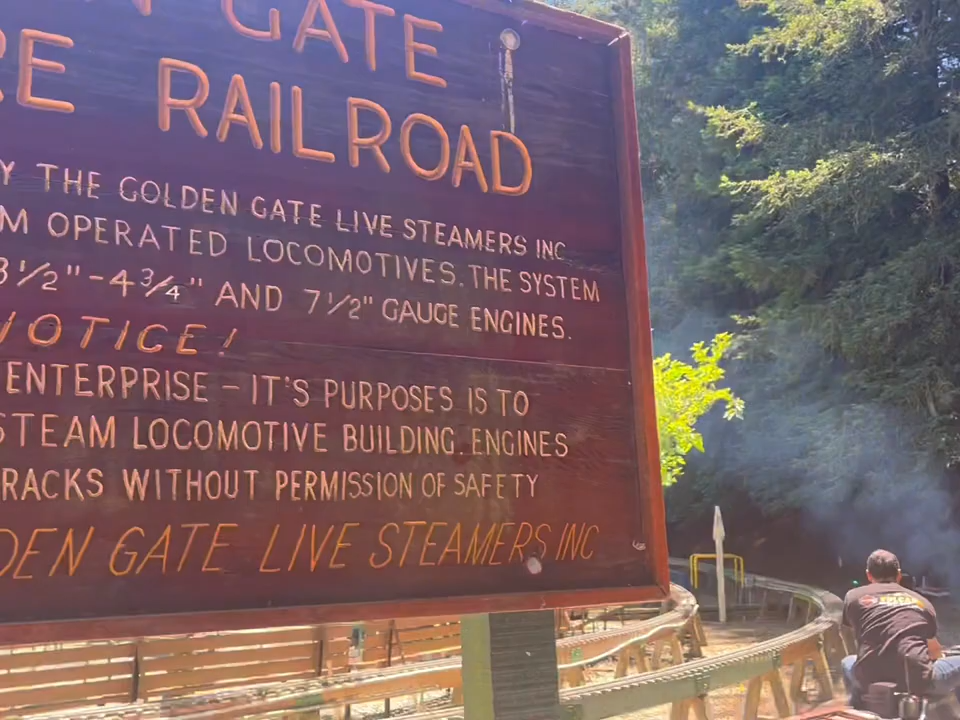 GATE
RE RAILROAD
Y THE GOLDEN GATE LIVE STEAMERS INC
M OPERATED LOCOMOTIVES. THE SYSTEM
3½"-4¾" AND 7½" GAUGE ENGINES.
NOTICE!
ENTERPRISE - IT'S PURPOSES IS TO
STEAM LOCOMOTIVE BUILDING. ENGINES
RACKS WITHOUT PERMISSION OF SAFETY
DEN GATE LIVE STEAMERS INC